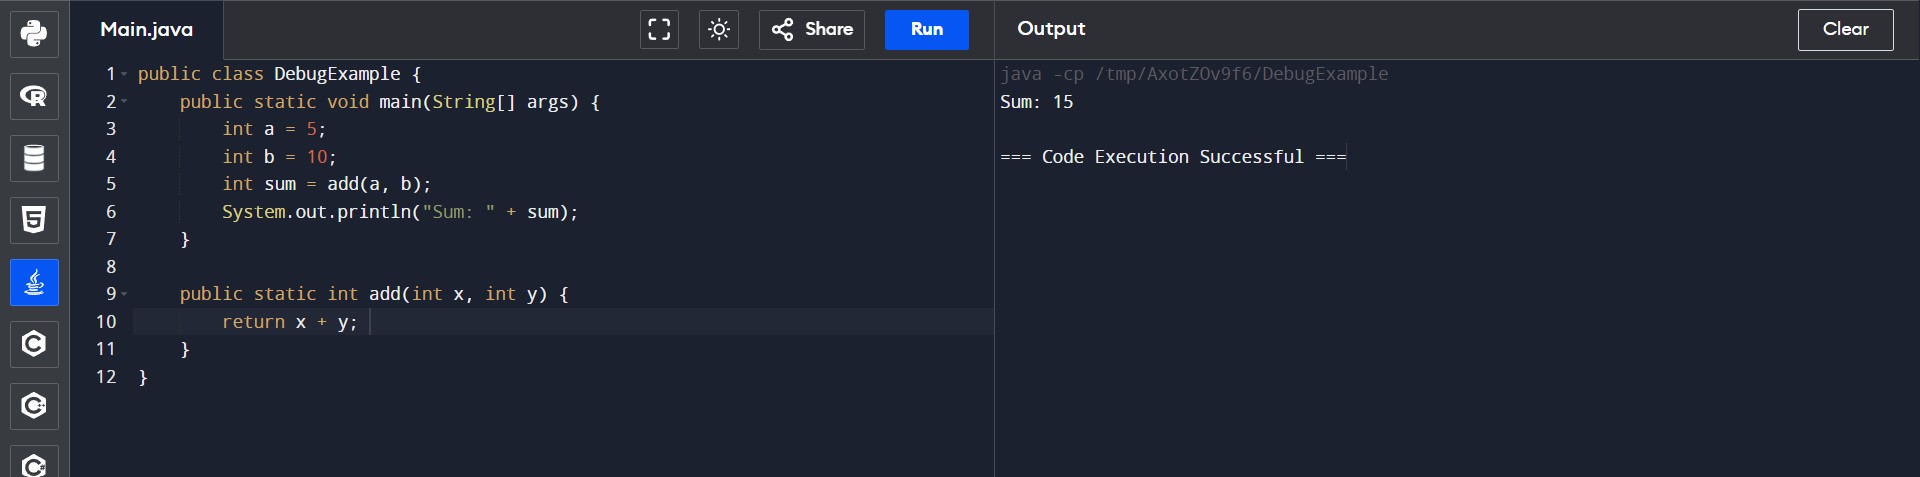 Main.java
Share
Run
Output
Clear
1 public class DebugExample {
2     public static void main(String[] args) {
3         int a = 5;
4         int b = 10;
5         int sum = add(a, b);
6         System.out.println("Sum: " + sum);
7     }
8
9     public static int add(int x, int y) {
10         return x + y;
11     }
12 }
java -cp /tmp/AxotZOv9f6/DebugExample
Sum: 15
=== Code Execution Successful ===